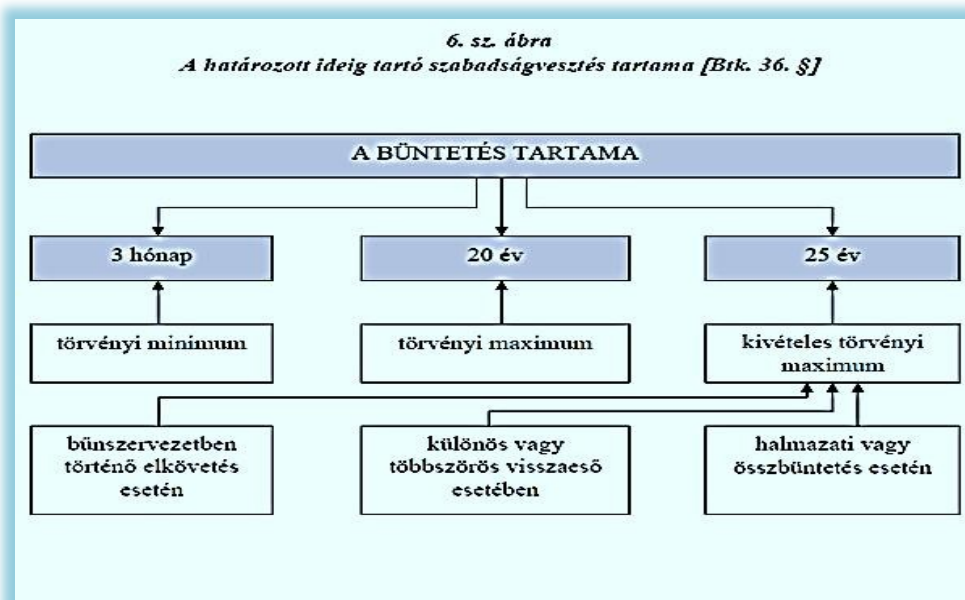 6. sz. ábra
A határozott ideig tartó szabadságvesztés tartama [Btk. 36. §]
A BÜNTETÉS TARTAMA
3 hónap
20 év
25 év
törvényi minimum
törvényi maximum
kivételes törvényi
maximum
bűnszervezetben
történő elkövetés
esetén
különös vagy
többszörös visszaeső
esetében
halmazati vagy
összbüntetés esetén